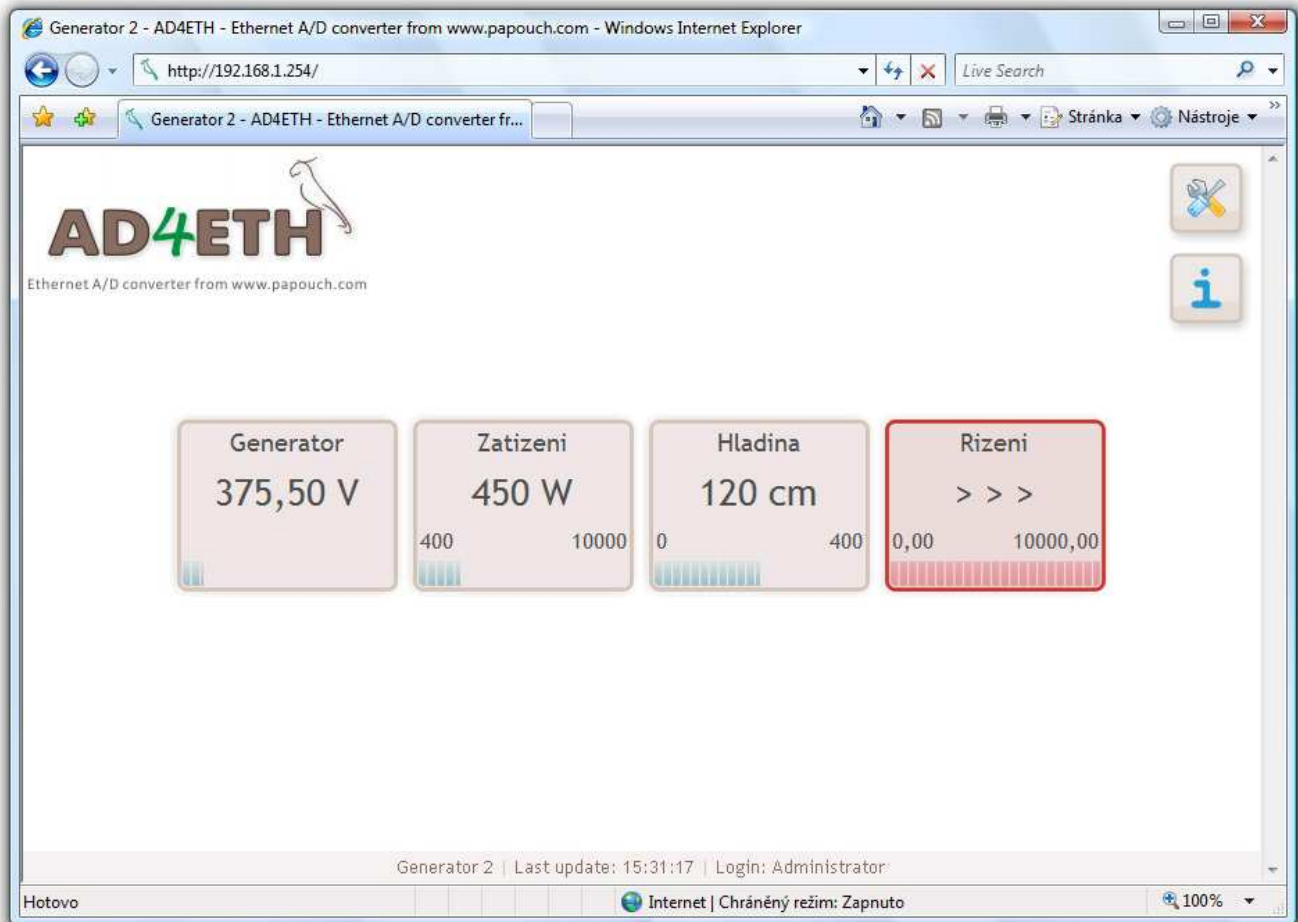 Generator 2 - AD4ETH - Ethernet A/D converter from www.papouch.com - Windows Internet Explorer
http://192.168.1.254/
Live Search
Generator 2 - AD4ETH - Ethernet A/D converter fr...
Stránka
Nástroje
AD4ETH
Ethernet A/D converter from www.papouch.com
i
Generator
375,50 V
Zatizeni
450 W
400 10000
Hladina
120 cm
0 400
Rizeni
> > >
0,00 10000,00
Generator 2 | Last update: 15:31:17 | Login: Administrator
Hotovo
Internet | Chráněný režim: Zapnuto
100%